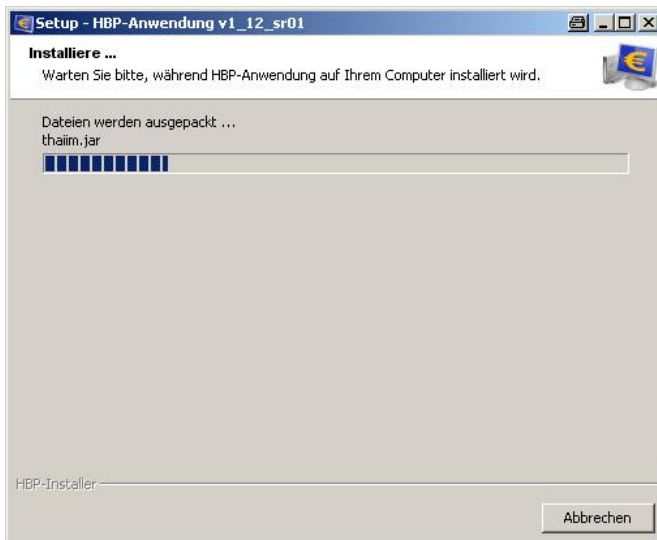 Setup - HBP-Anwendung v1_12_sr01
Installiere ...
Warten Sie bitte, während HBP-Anwendung auf Ihrem Computer installiert wird.
Dateien werden ausgepackt ...
thaiim.jar
HBP-Installer
Abbrechen